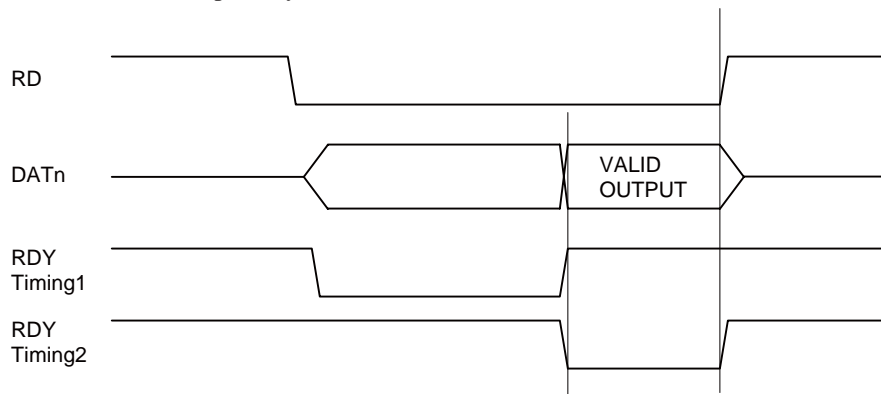 RD
DATn
VALID
OUTPUT
RDY
Timing1
RDY
Timing2